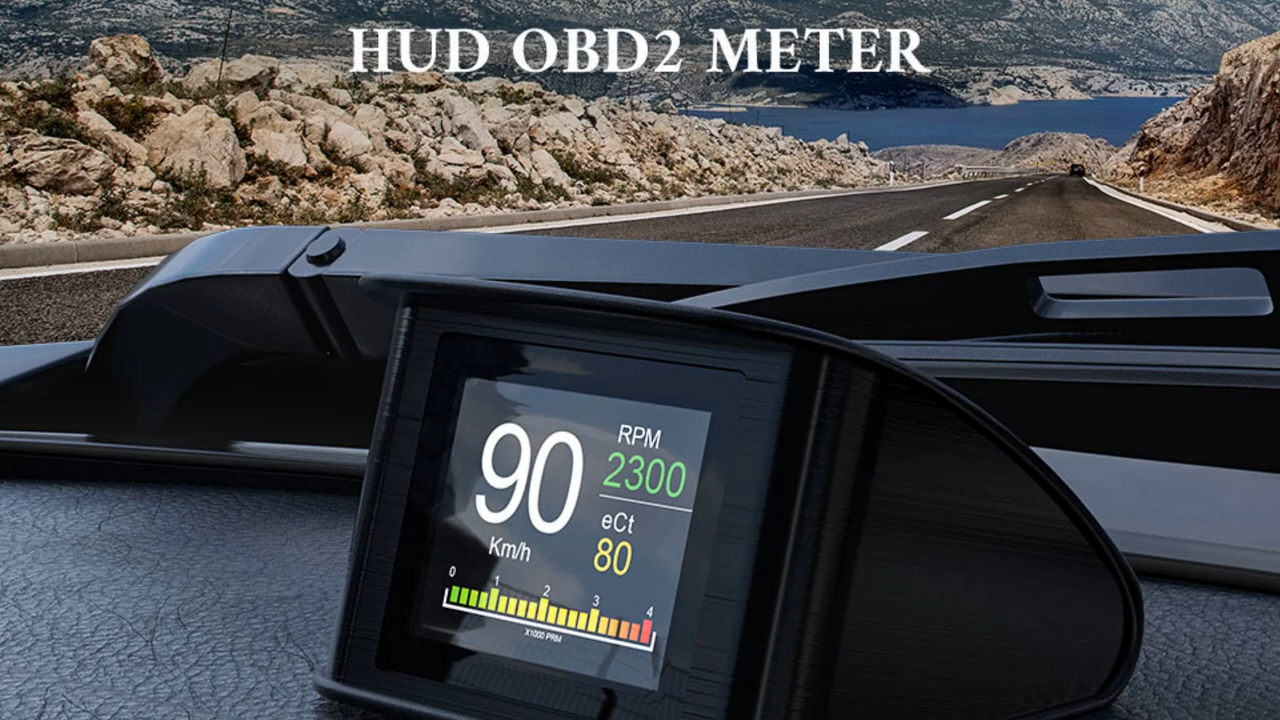 HUD OBD2 METER
90
Km/h
RPM
2300
eCt
80
0 1 2 3 4
X1000 PRM